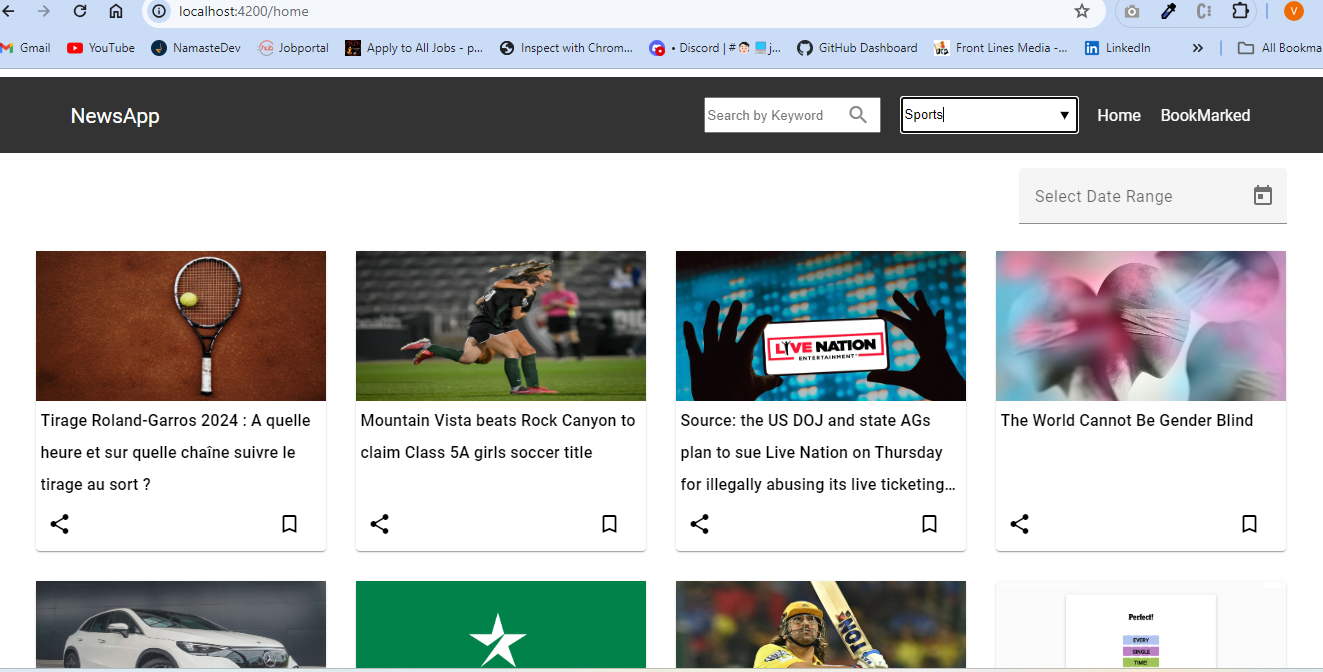 localhost:4200/home
V
Gmail
YouTube
NamasteDev
Jobportal
Apply to All Jobs - p...
Inspect with Chrom...
• Discord | # j...
GitHub Dashboard
Front Lines Media -...
LinkedIn
»
All Bookma
NewsApp
Search by Keyword
Sports
Home
BookMarked
Select Date Range
LIVE NATION
ENTERTAINMENT
Tirage Roland-Garros 2024 : A quelle
heure et sur quelle chaîne suivre le
tirage au sort ?
Mountain Vista beats Rock Canyon to
claim Class 5A girls soccer title
Source: the US DOJ and state AGs
plan to sue Live Nation on Thursday
for illegally abusing its live ticketing...
The World Cannot Be Gender Blind
Perfect!
EVERY
SINGLE
TIME!